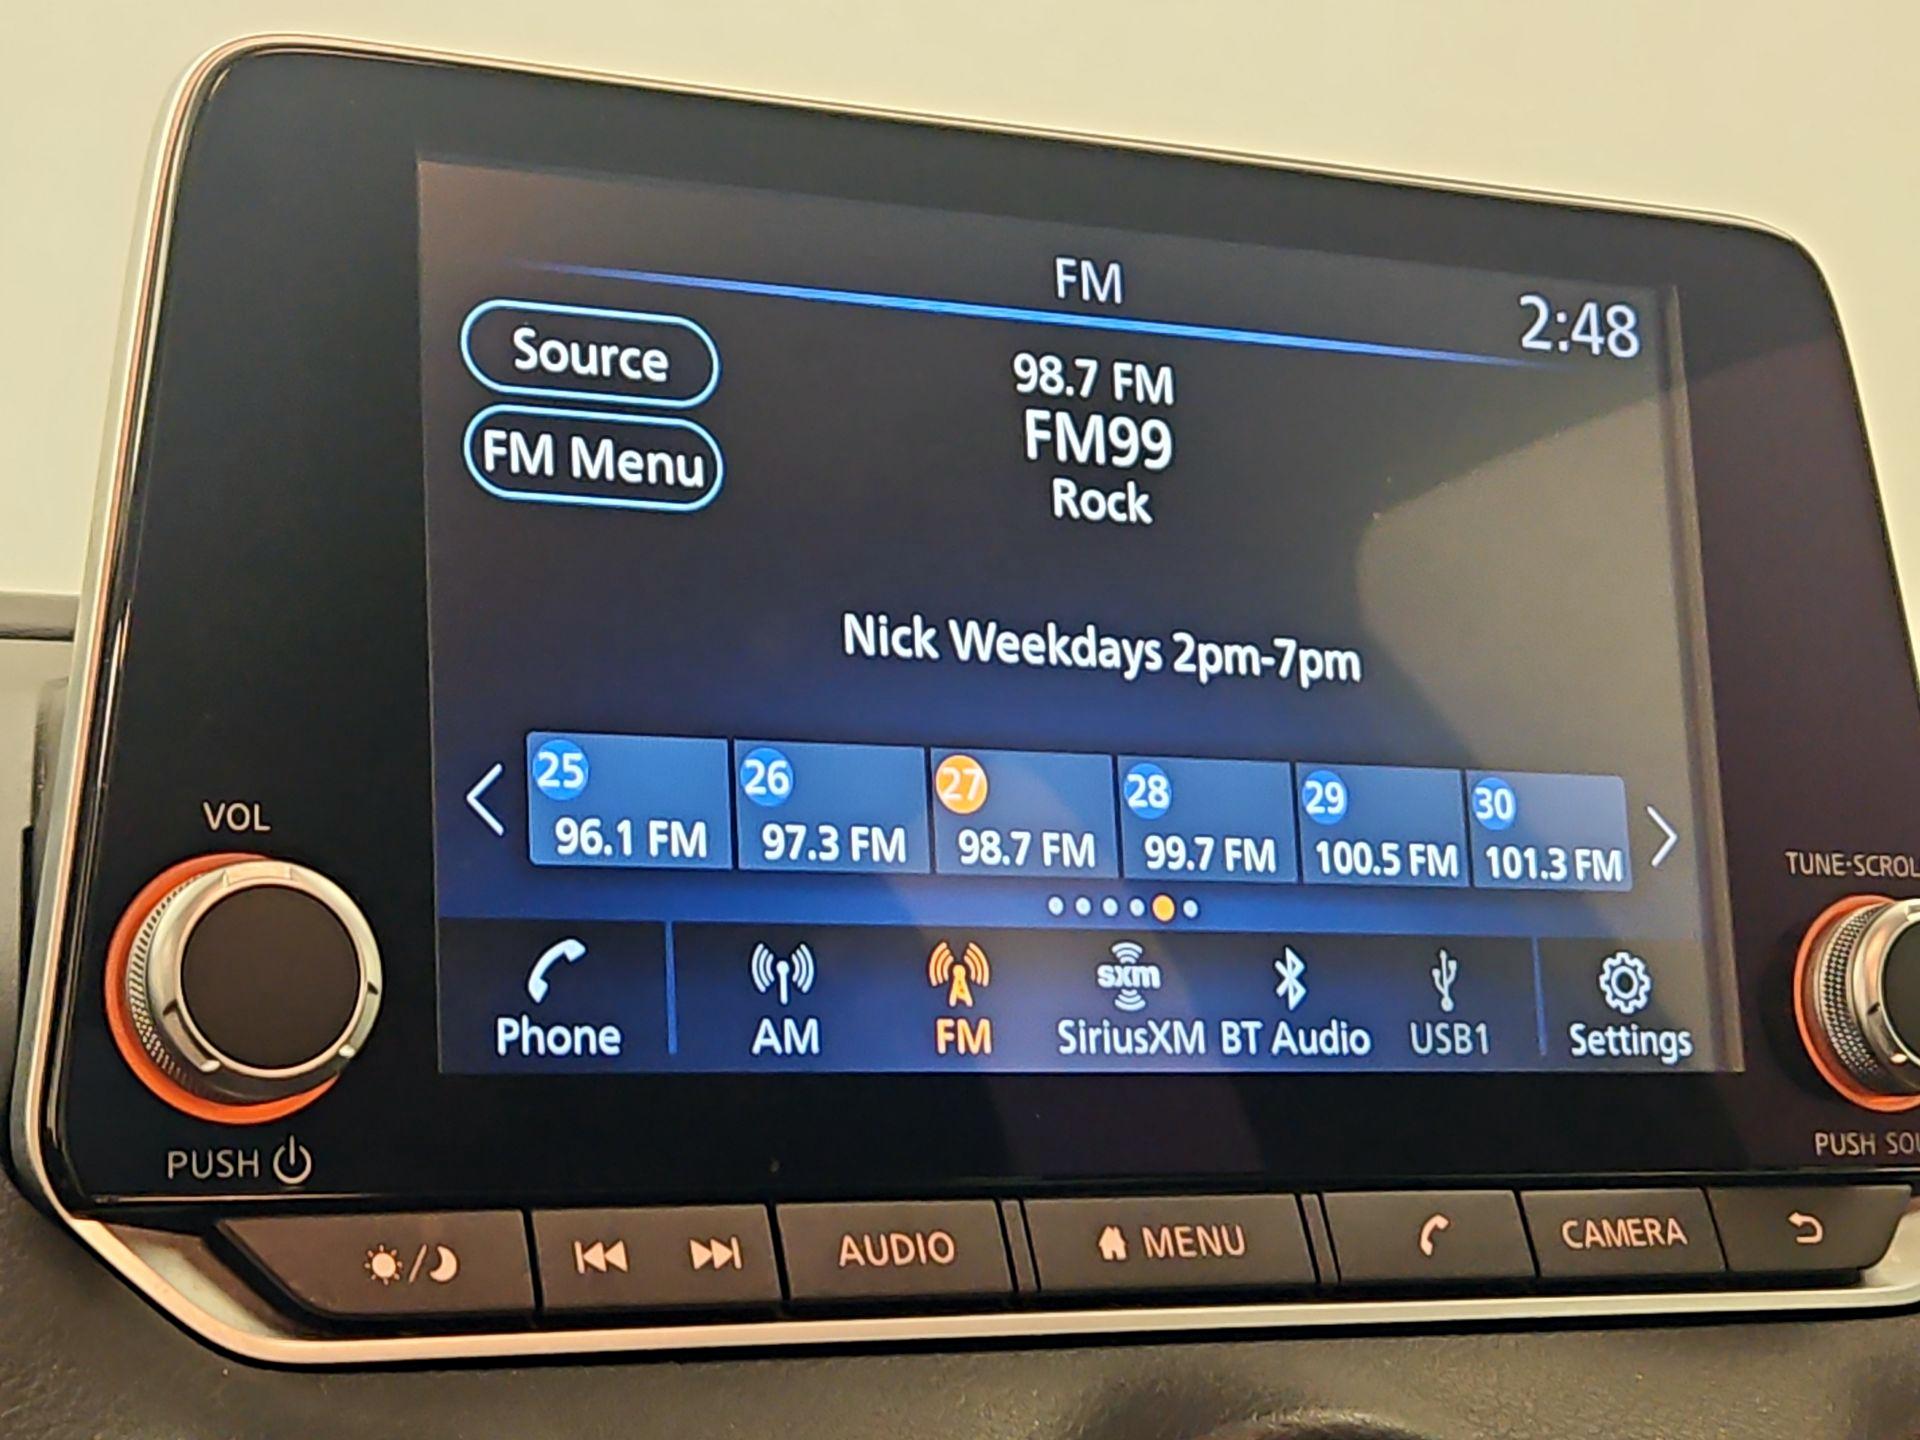 FM
2:48
Source
98.7 FM
FM Menu
FM99
Rock
Nick Weekdays 2pm-7pm
25 26 27 28 29 30
96.1 FM 97.3 FM 98.7 FM 99.7 FM 100.5 FM 101.3 FM
sxm
Phone AM FM SiriusXM BT Audio USB1 Settings
VOL
PUSH
TUNE·SCROL
PUSH SOU
AUDIO MENU CAMERA